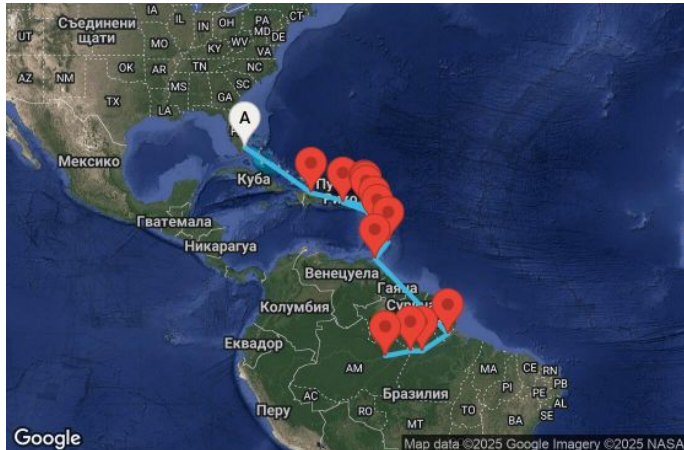 IA
IL
IN
OH
PA
CT
UT
Съединени
щати
MO
KY
WV
MD
DE
VA
AZ
NM
OK
AR
TN
NC
MS
SC
TX
LA
GA
A
Мексико
Куба
Гватемала
Никарагуа
Венецуела
Гаяна
Колумбия
Еквадор
AM
MA
CE
RN
PI
PB
PE
AL
AC
RO
Бразилия
TO
SE
BA
Перу
MT
Google
Map data ©2025 Google Imagery ©2025 NASA